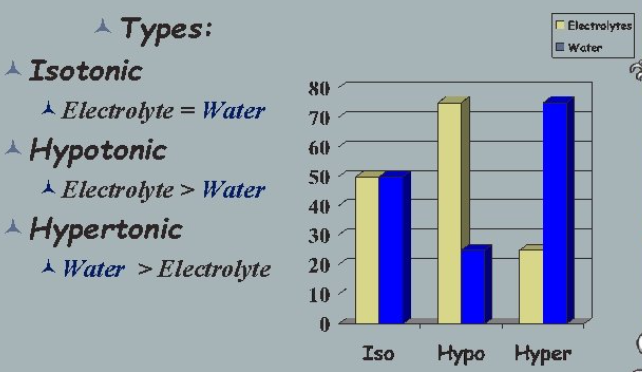 Types:
Isotonic
Electrolyte = Water
Hypotonic
Electrolyte > Water
Hypertonic
Water > Electrolyte
Electrolytes
Water
80
70
60
50
40
30
20
10
0
Iso Hypo Hyper